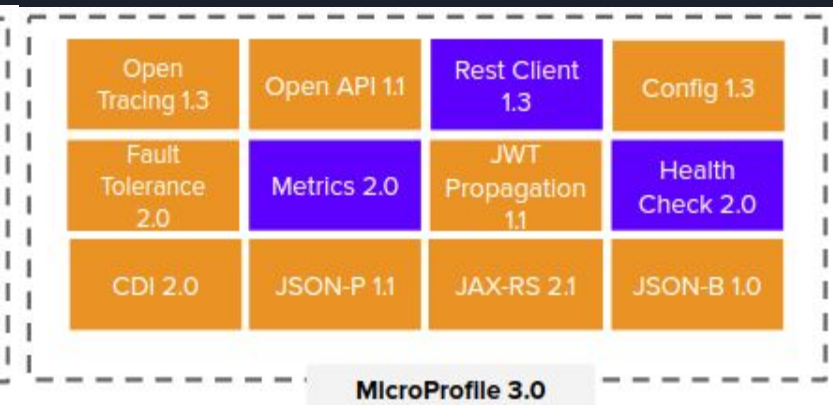 Open
Tracing 1.3
Open API 1.1
Rest Client
1.3
Config 1.3
Fault
Tolerance
2.0
Metrics 2.0
JWT
Propagation
1.1
Health
Check 2.0
CDI 2.0
JSON-P 1.1
JAX-RS 2.1
JSON-B 1.0
MicroProfile 3.0